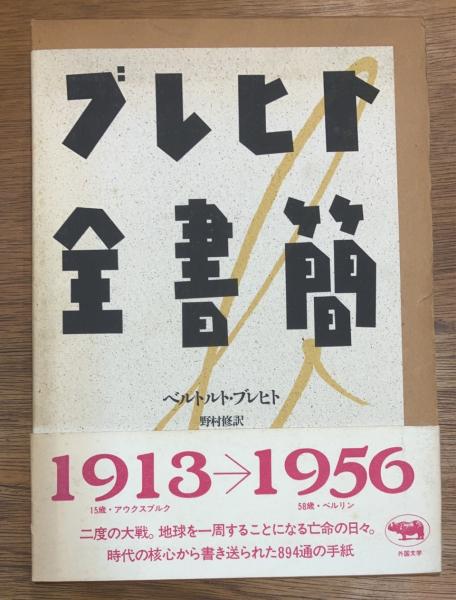 ブレヒト
全書簡
ベルトルト・ブレヒト
野村修訳
1913→1956
15歳・アウクスブルク 58歳・ベルリン
二度の大戦。地球を一周することになる亡命の日々。
時代の核心から書き送られた894通の手紙
外国文学